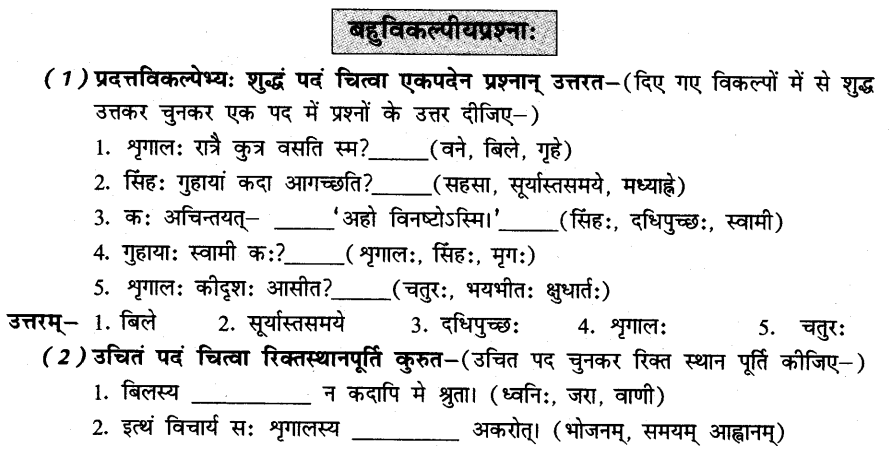 बहुविकल्पीयप्रश्नाः
(1) प्रदत्तविकल्पेभ्यः शुद्धं पदं चित्वा एकपदेन प्रश्नान् उत्तरत–(दिए गए विकल्पों में से शुद्ध
उत्तकर चुनकर एक पद में प्रश्नों के उत्तर दीजिए–)
1. शृगालः रात्रै कुत्र वसति स्म?_____(वने, बिले, गृहे)
2. सिंहः गुहायां कदा आगच्छति?_____(सहसा, सूर्यास्तसमये, मध्याह्ने)
3. कः अचिन्तयत्– _____'अहो विनष्टोऽस्मि।'_____(सिंहः, दधिपुच्छः, स्वामी)
4. गुहायाः स्वामी कः?_____(शृगालः, सिंहः, मृगः)
5. शृगालः कीदृशः आसीत?_____(चतुरः, भयभीतः क्षुधार्तः)
उत्तरम्– 1. बिले 2. सूर्यास्तसमये 3. दधिपुच्छः 4. शृगालः 5. चतुरः
(2) उचितं पदं चित्वा रिक्तस्थानपूर्ति कुरुत–(उचित पद चुनकर रिक्त स्थान पूर्ति कीजिए–)
1. बिलस्य __________ न कदापि मे श्रुता। (ध्वनिः, जरा, वाणी)
2. इत्थं विचार्य सः शृगालस्य _________ अकरोत्। (भोजनम्, समयम् आह्वानम्)